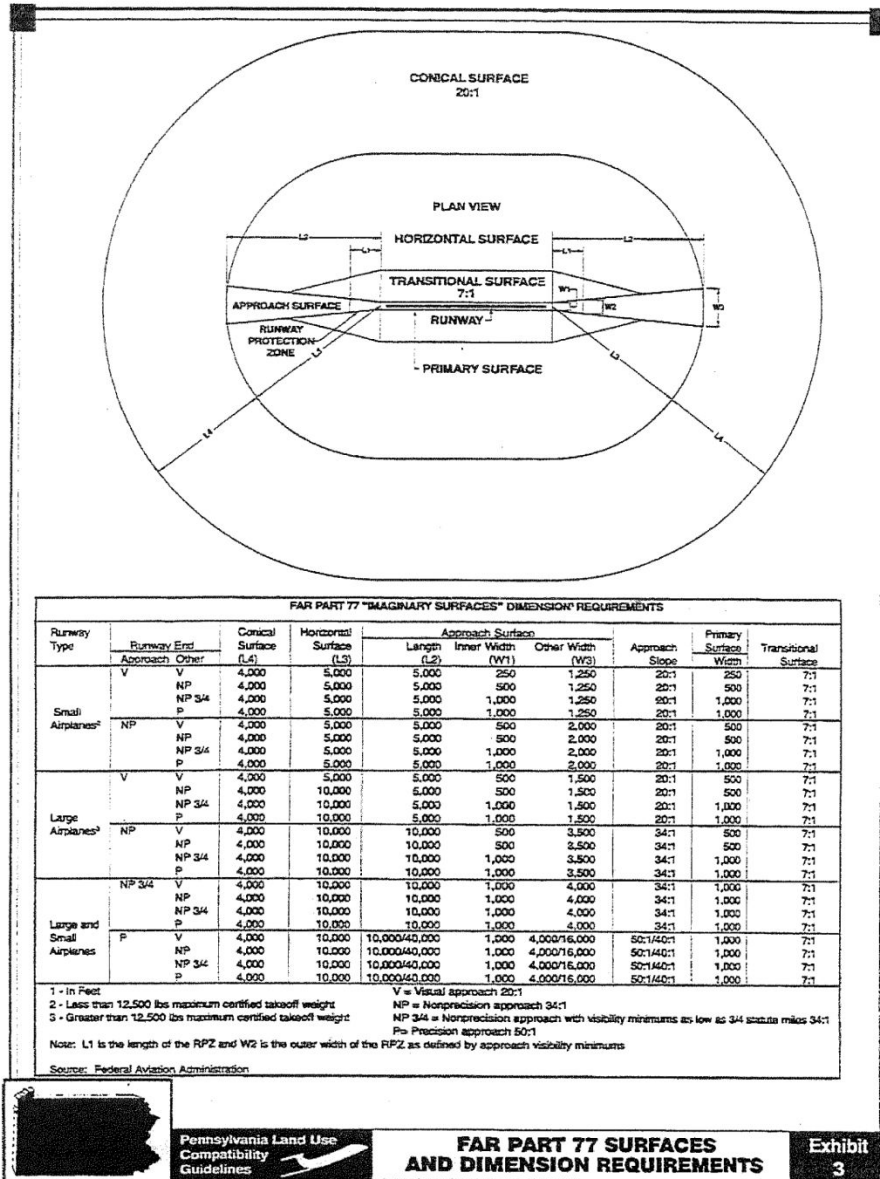 CONICAL SURFACE
20:1
PLAN VIEW
L2
HORIZONTAL SURFACE
L2
L1
L1
TRANSITIONAL SURFACE
7:1
W1
APPROACH SURFACE
W2
W3
RUNWAY
RUNWAY
PROTECTION
ZONE
L3
PRIMARY SURFACE
L3
L4
L4
FAR PART 77 "IMAGINARY SURFACES" DIMENSION¹ REQUIREMENTS
Runway Type | Runway End Approach Other | Conical Surface (L4) | Horizontal Surface (L3) | Approach Surface Length (L2) | Inner Width (W1) | Other Width (W3) | Approach Slope | Primary Surface Width | Transitional Surface
Small Airplanes² V V 4,000 5,000 5,000 250 1,250 20:1 250 7:1
NP 4,000 5,000 5,000 500 1,250 20:1 500 7:1
NP 3/4 4,000 5,000 5,000 1,000 1,250 20:1 1,000 7:1
P 4,000 5,000 5,000 1,000 1,250 20:1 1,000 7:1
NP V 4,000 5,000 5,000 500 2,000 20:1 500 7:1
NP 4,000 5,000 5,000 500 2,000 20:1 500 7:1
NP 3/4 4,000 5,000 5,000 1,000 2,000 20:1 1,000 7:1
P 4,000 5,000 5,000 1,000 2,000 20:1 1,000 7:1
Large Airplanes³ V V 4,000 5,000 5,000 500 1,500 20:1 500 7:1
NP 4,000 10,000 5,000 500 1,500 20:1 500 7:1
NP 3/4 4,000 10,000 5,000 1,000 1,500 20:1 1,000 7:1
P 4,000 10,000 5,000 1,000 1,500 20:1 1,000 7:1
NP V 4,000 10,000 10,000 500 3,500 34:1 500 7:1
NP 4,000 10,000 10,000 500 3,500 34:1 500 7:1
NP 3/4 4,000 10,000 10,000 1,000 3,500 34:1 1,000 7:1
P 4,000 10,000 10,000 1,000 3,500 34:1 1,000 7:1
Large and Small Airplanes NP 3/4 V 4,000 10,000 10,000 1,000 4,000 34:1 1,000 7:1
NP 4,000 10,000 10,000 1,000 4,000 34:1 1,000 7:1
NP 3/4 4,000 10,000 10,000 1,000 4,000 34:1 1,000 7:1
P 4,000 10,000 10,000 1,000 4,000 34:1 1,000 7:1
P V 4,000 10,000 10,000/40,000 1,000 4,000/16,000 50:1/40:1 1,000 7:1
NP 4,000 10,000 10,000/40,000 1,000 4,000/16,000 50:1/40:1 1,000 7:1
NP 3/4 4,000 10,000 10,000/40,000 1,000 4,000/16,000 50:1/40:1 1,000 7:1
P 4,000 10,000 10,000/40,000 1,000 4,000/16,000 50:1/40:1 1,000 7:1
1 - In Feet
V = Visual approach 20:1
2 - Less than 12,500 lbs maximum certified takeoff weight
NP = Nonprecision approach 34:1
3 - Greater than 12,500 lbs maximum certified takeoff weight
NP 3/4 = Nonprecision approach with visibility minimums as low as 3/4 statute miles 34:1
P= Precision approach 50:1
Note: L1 is the length of the RPZ and W2 is the outer width of the RPZ as defined by approach visibility minimums
Source: Federal Aviation Administration
Pennsylvania Land Use
Compatibility
Guidelines
FAR PART 77 SURFACES
AND DIMENSION REQUIREMENTS
Exhibit
3